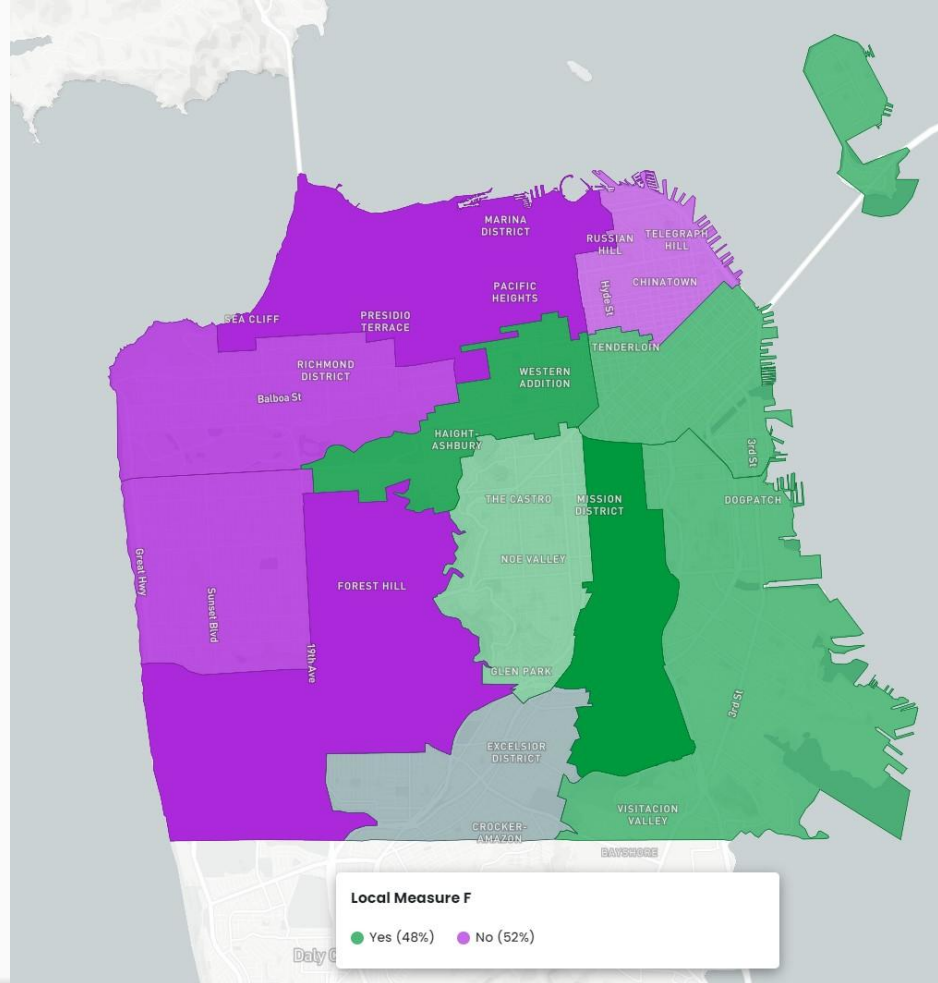 MARINA
DISTRICT
RUSSIAN
HILL
TELEGRAPH
HILL
CHINATOWN
Hyde St
PACIFIC
HEIGHTS
SEA CLIFF
PRESIDIO
TERRACE
TENDERLOIN
RICHMOND
DISTRICT
WESTERN
ADDITION
Balboa St
HAIGHT-
ASHBURY
3rd St
THE CASTRO
MISSION
DISTRICT
DOGPATCH
NOE VALLEY
Great Hwy
FOREST HILL
Sunset Blvd
19th Ave
GLEN PARK
3rd St
EXCELSIOR
DISTRICT
VISITACION
VALLEY
CROCKER-
AMAZON
BAYSHORE
Local Measure F
Yes (48%)
No (52%)
Daly